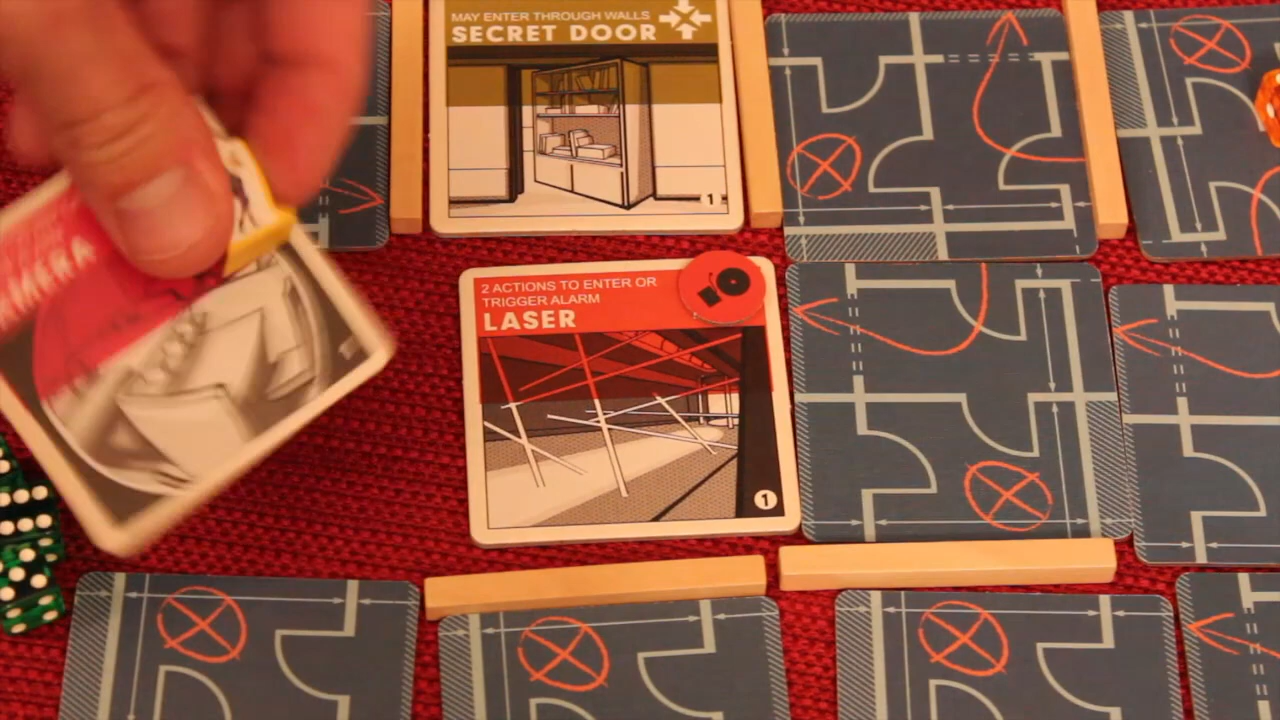 MAY ENTER THROUGH WALLS
SECRET DOOR
1
2 ACTIONS TO ENTER OR
TRIGGER ALARM
LASER
1